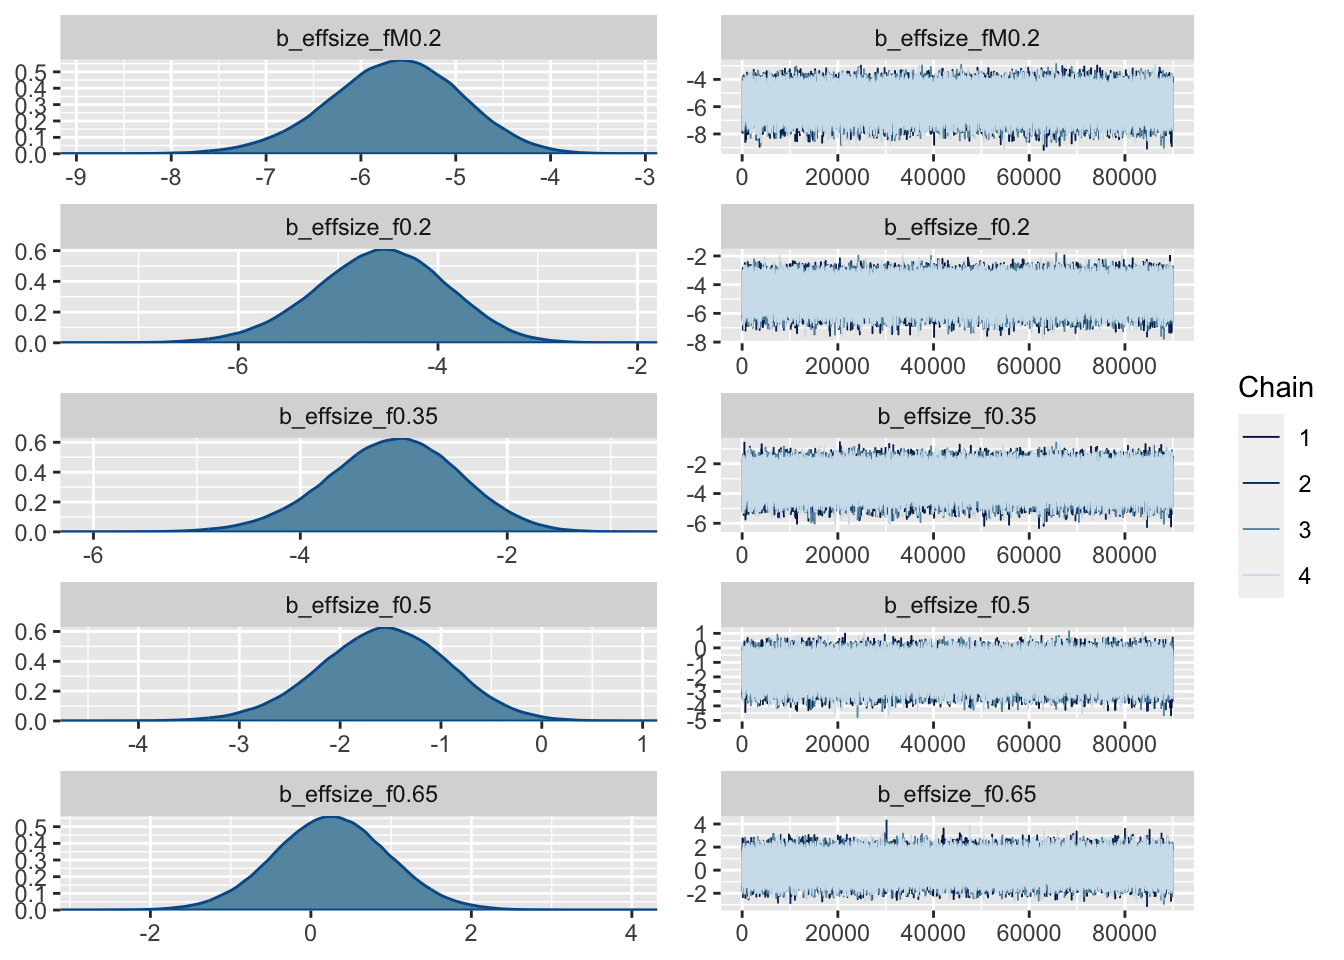 b_effsize_fM0.2
0.5
0.4
0.3
0.2
0.1
0.0
-9 -8 -7 -6 -5 -4 -3
b_effsize_fM0.2
-4
-6
-8
0 20000 40000 60000 80000
b_effsize_f0.2
0.6
0.4
0.2
0.0
-6 -4 -2
b_effsize_f0.2
-2
-4
-6
-8
0 20000 40000 60000 80000
b_effsize_f0.35
0.6
0.4
0.2
0.0
-6 -4 -2
b_effsize_f0.35
-2
-4
-6
0 20000 40000 60000 80000
b_effsize_f0.5
0.6
0.4
0.2
0.0
-4 -3 -2 -1 0 1
b_effsize_f0.5
1
0
-1
-2
-3
-4
-5
0 20000 40000 60000 80000
b_effsize_f0.65
0.5
0.4
0.3
0.2
0.1
0.0
-2 0 2 4
b_effsize_f0.65
4
2
0
-2
0 20000 40000 60000 80000
Chain
1
2
3
4